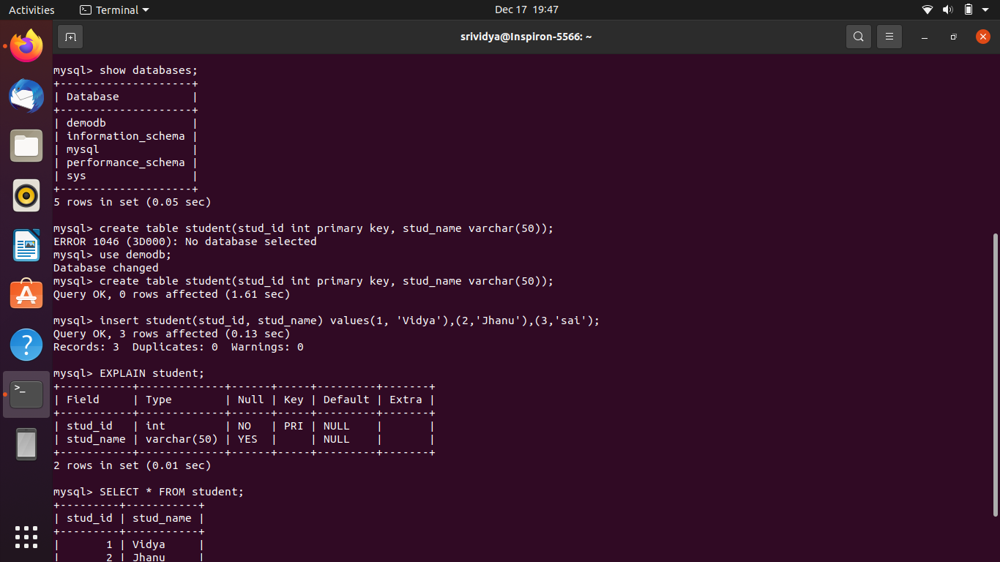 Activities Terminal Dec 17 19:47
srividya@Inspiron-5566: ~
mysql> show databases;
+--------------------+
| Database           |
+--------------------+
| demodb             |
| information_schema |
| mysql              |
| performance_schema |
| sys                |
+--------------------+
5 rows in set (0.05 sec)
mysql> create table student(stud_id int primary key, stud_name varchar(50));
ERROR 1046 (3D000): No database selected
mysql> use demodb;
Database changed
mysql> create table student(stud_id int primary key, stud_name varchar(50));
Query OK, 0 rows affected (1.61 sec)
mysql> insert student(stud_id, stud_name) values(1, 'Vidya'),(2,'Jhanu'),(3,'sai');
Query OK, 3 rows affected (0.13 sec)
Records: 3  Duplicates: 0  Warnings: 0
mysql> EXPLAIN student;
+-----------+-------------+------+-----+---------+-------+
| Field     | Type        | Null | Key | Default | Extra |
+-----------+-------------+------+-----+---------+-------+
| stud_id   | int         | NO   | PRI | NULL    |       |
| stud_name | varchar(50) | YES  |     | NULL    |       |
+-----------+-------------+------+-----+---------+-------+
2 rows in set (0.01 sec)
mysql> SELECT * FROM student;
+---------+-----------+
| stud_id | stud_name |
+---------+-----------+
|       1 | Vidya     |
|       2 | Jhanu     |